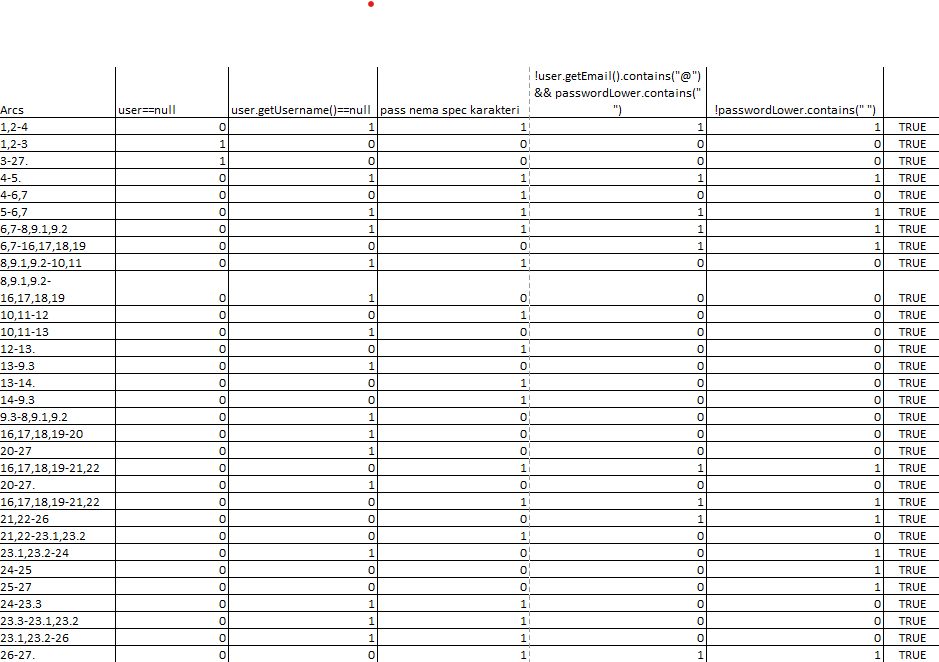 !user.getEmail().contains("@")
&& passwordLower.contains("
Arcs user==null user.getUsername()==null pass nema spec karakteri ") !passwordLower.contains(" ")
1,2-4 0 1 1 1 1 TRUE
1,2-3 1 0 0 0 0 TRUE
3-27. 1 0 0 0 0 TRUE
4-5. 0 1 1 1 1 TRUE
4-6,7 0 0 1 0 0 TRUE
5-6,7 0 1 1 1 1 TRUE
6,7-8,9.1,9.2 0 1 1 1 1 TRUE
6,7-16,17,18,19 0 0 0 1 1 TRUE
8,9.1,9.2-10,11 0 1 1 0 0 TRUE
8,9.1,9.2-
16,17,18,19 0 1 0 0 0 TRUE
10,11-12 0 0 1 0 0 TRUE
10,11-13 0 1 0 0 0 TRUE
12-13. 0 0 1 0 0 TRUE
13-9.3 0 1 0 0 0 TRUE
13-14. 0 0 1 0 0 TRUE
14-9.3 0 0 1 0 0 TRUE
9.3-8,9.1,9.2 0 1 0 0 0 TRUE
16,17,18,19-20 0 1 0 0 0 TRUE
20-27 0 1 0 0 0 TRUE
16,17,18,19-21,22 0 0 1 1 1 TRUE
20-27. 0 1 0 0 0 TRUE
16,17,18,19-21,22 0 0 1 1 1 TRUE
21,22-26 0 0 0 1 1 TRUE
21,22-23.1,23.2 0 0 1 0 0 TRUE
23.1,23.2-24 0 1 0 0 1 TRUE
24-25 0 0 0 0 1 TRUE
25-27 0 0 0 0 1 TRUE
24-23.3 0 1 1 0 0 TRUE
23.3-23.1,23.2 0 1 1 0 0 TRUE
23.1,23.2-26 0 1 1 0 0 TRUE
26-27. 0 0 1 1 1 TRUE